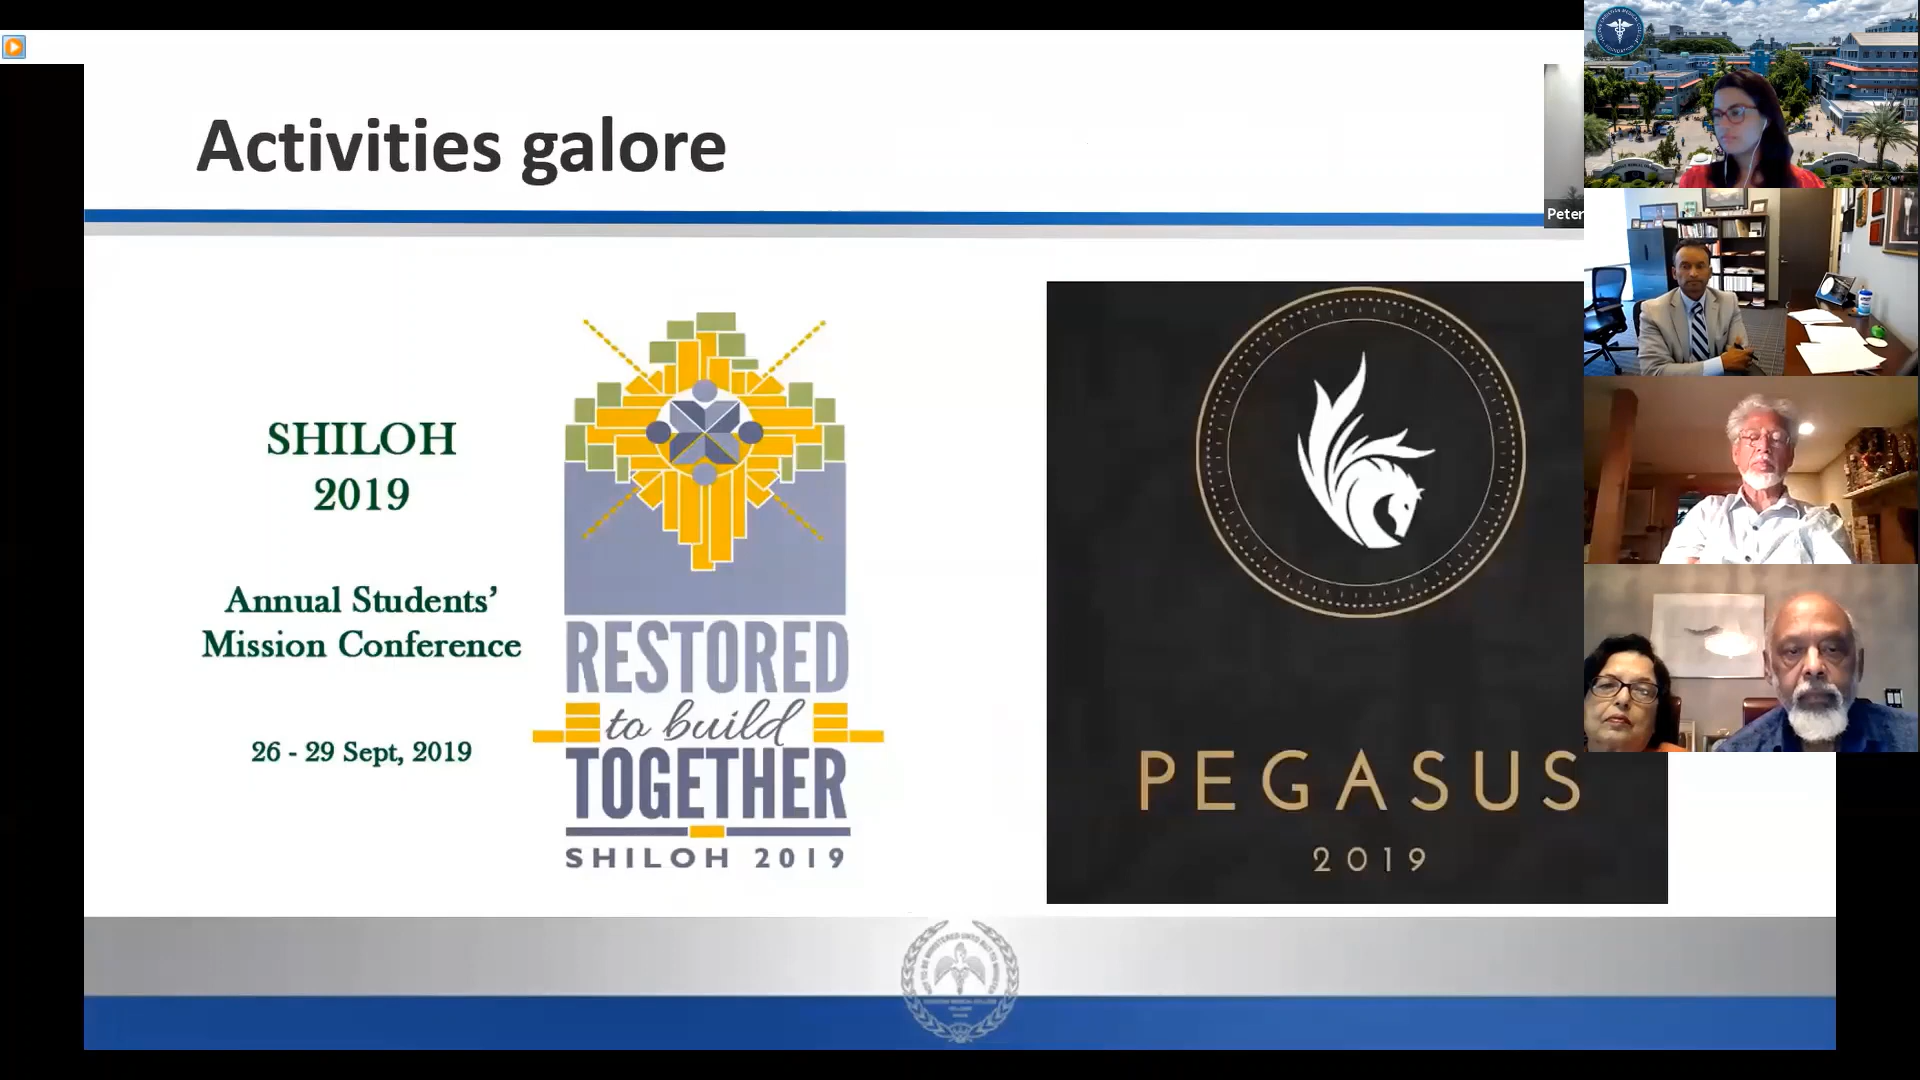 Activities galore
Peter
SHILOH
2019
Annual Students'
Mission Conference
26 - 29 Sept, 2019
RESTORED
to build
TOGETHER
SHILOH 2019
PEGASUS
2019